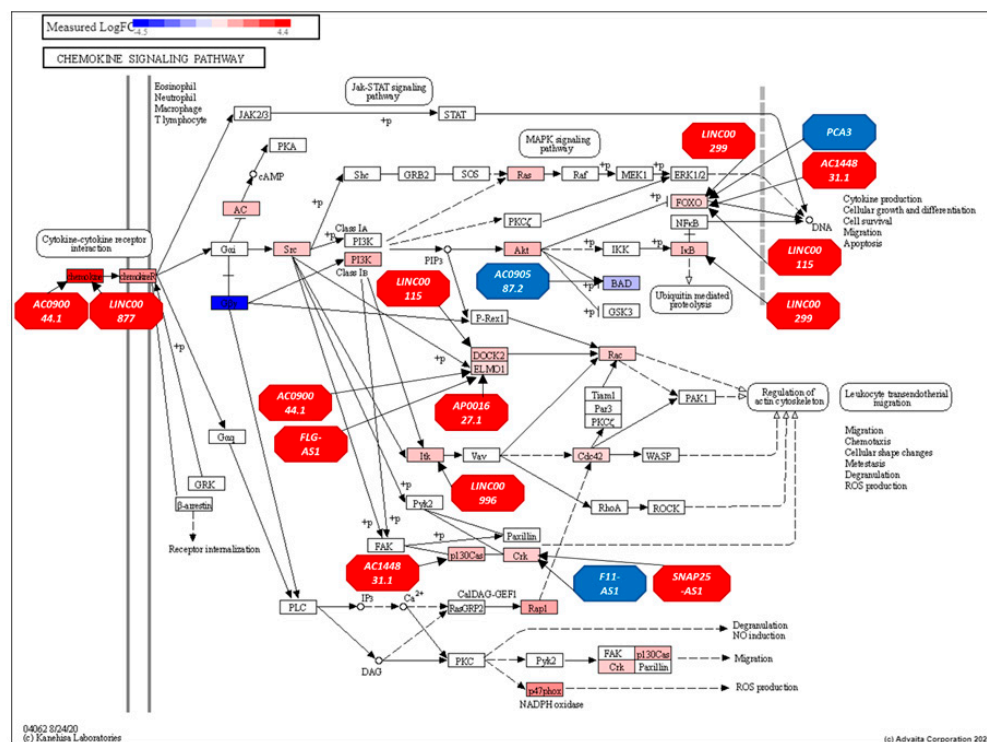 Measured LogFC
-4.5
4.4
CHEMOKINE SIGNALING PATHWAY
Eosinophil
Neutrophil
Macrophage
T lymphocyte
Jak-STAT signaling
pathway
JAK2/3
+p
STAT
PKA
cAMP
MAPK signaling
pathway
LINC00
299
PCA3
AC1448
31.1
+p
Shc
GRB2
SOS
Ras
Raf
+p
MEK1
+p
ERK1/2
AC
FOXO
DNA
Cytokine production
Cellular growth and differentiation
Cell survival
Migration
Apoptosis
Class IA
PI3K
PKCζ
+p
NFκB
Cytokine-cytokine receptor
interaction
Gαi
Src
+p
+p
PI3K
Class IB
PIP3
Akt
+p
IKK
+p
IκB
LINC00
115
chemokine
chemokineR
AC0900
44.1
LINC00
877
LINC00
115
AC0905
87.2
+p
BAD
Ubiquitin mediated
proteolysis
LINC00
299
+p
GSK3
P-Rex1
+p
+p
DOCK2
ELMO1
Rac
AC0900
44.1
AP0016
27.1
Tiam1
Par3
PKCζ
PAK1
Regulation of
actin cytoskeleton
Leukocyte transendothelial
migration
FLG-
AS1
Gαq
Itk
Vav
Cdc42
WASP
Migration
Chemotaxis
Cellular shape changes
Metastasis
Degranulation
ROS production
GRK
LINC00
996
β-arrestin
+p
Pyk2
RhoA
ROCK
+p
+p
+p
Paxillin
Receptor internalization
FAK
p130Cas
Crk
AC1448
31.1
F11-
AS1
SNAP25
-AS1
PLC
IP3
Ca2+
CalDAG-GEFI
RasGRP2
Rap1
Degranulation
NO induction
DAG
PKC
Pyk2
FAK
p130Cas
Crk
Paxillin
Migration
p47phox
NADPH oxidase
ROS production
04062 8/24/20
(c) Kanehisa Laboratories
(c) Advaita Corporation 202